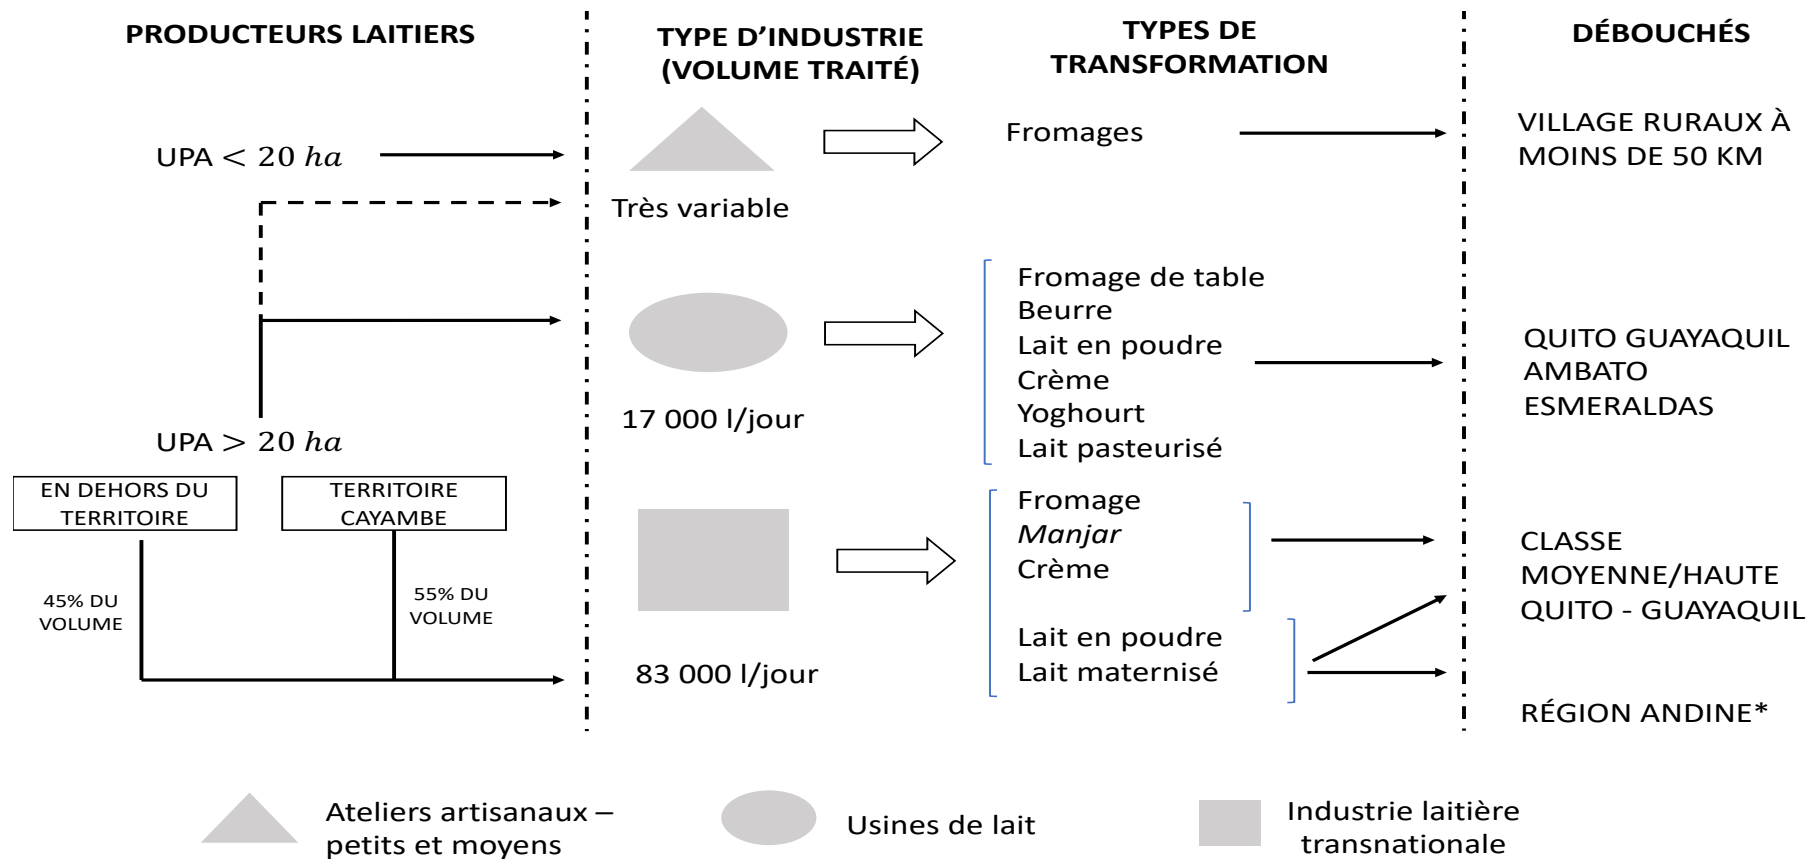 PRODUCTEURS LAITIERS
TYPE D’INDUSTRIE
(VOLUME TRAITÉ)
TYPES DE
TRANSFORMATION
DÉBOUCHÉS
UPA < 20 ha
Très variable
Fromages
VILLAGE RURAUX À
MOINS DE 50 KM
UPA > 20 ha
17 000 l/jour
Fromage de table
Beurre
Lait en poudre
Crème
Yoghourt
Lait pasteurisé
QUITO GUAYAQUIL
AMBATO
ESMERALDAS
EN DEHORS DU
TERRITOIRE
TERRITOIRE
CAYAMBE
45% DU
VOLUME
55% DU
VOLUME
83 000 l/jour
Fromage
Manjar
Crème
Lait en poudre
Lait maternisé
CLASSE
MOYENNE/HAUTE
QUITO - GUAYAQUIL
RÉGION ANDINE*
Ateliers artisanaux –
petits et moyens
Usines de lait
Industrie laitière
transnationale